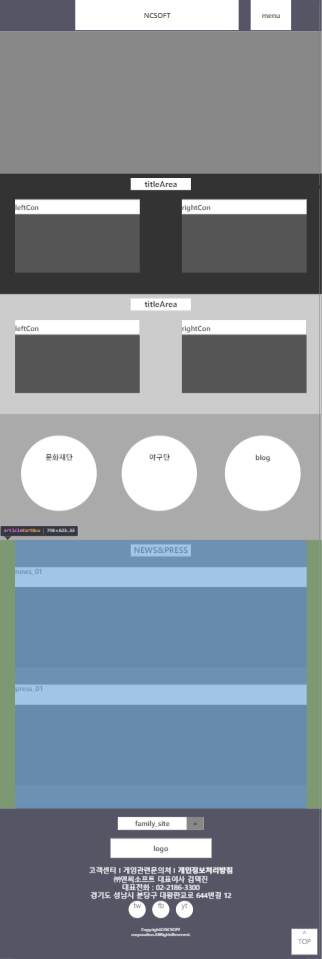 NCSOFT
menu
titleArea
leftCon
rightCon
titleArea
leftCon
rightCon
문화재단
야구단
blog
NEWS&PRESS
news_01
press_01
family_site
logo
고객센터 I 게임관련문의처 I 개인정보처리방침
㈜엔씨소프트 대표이사 김택진
대표전화 : 02-2186-3300
경기도 성남시 분당구 대왕판교로 644번길 12
tw
fb
yt
Copyright©NCSOFT
corporation.AllRightsReserved.
^
TOP